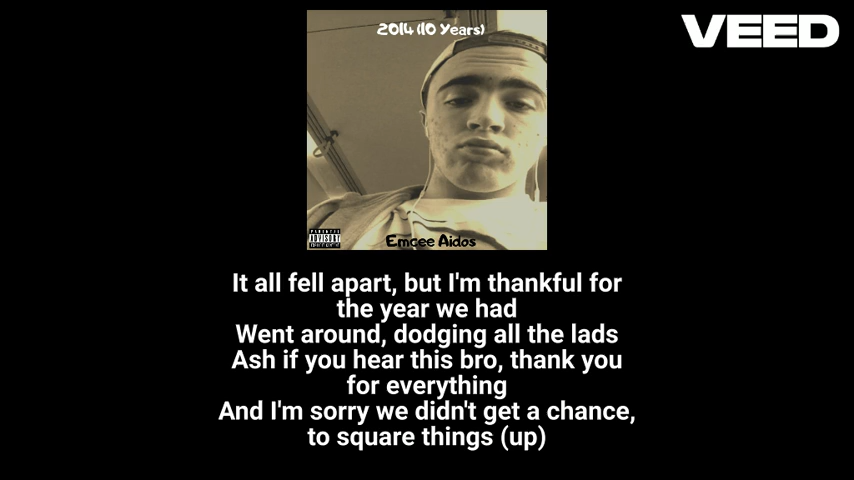 2014 (10 Years)
VEED
PARENTAL
ADVISORY
Emcee Aidos
It all fell apart, but I'm thankful for
the year we had
Went around, dodging all the lads
Ash if you hear this bro, thank you
for everything
And I'm sorry we didn't get a chance,
to square things (up)